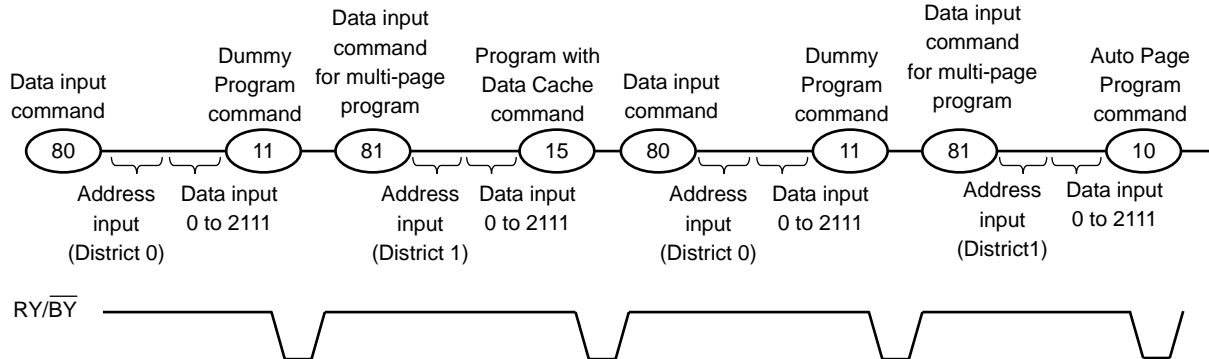 Data input
command
Dummy
Program
command
Data input
command
for multi-page
program
Program with
Data Cache
command
Data input
command
Dummy
Program
command
Data input
command
for multi-page
program
Auto Page
Program
command
80
11
81
15
80
11
81
10
Address
input
(District 0)
Data input
0 to 2111
Address
input
(District 1)
Data input
0 to 2111
Address
input
(District 0)
Data input
0 to 2111
Address
input
(District1)
Data input
0 to 2111
RY/B̅Y̅